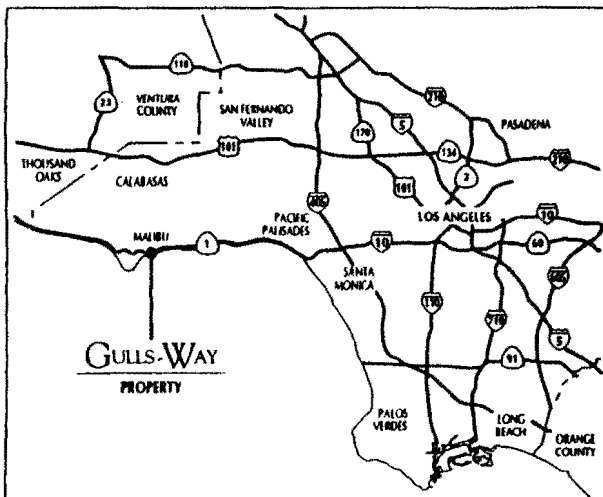 118
23
VENTURA
COUNTY
SAN FERNANDO
VALLEY
170
5
210
PASADENA
THOUSAND
OAKS
101
CALABASAS
134
210
2
101
405
PACIFIC
PALISADES
LOS ANGELES
10
MALIBU
1
10
60
SANTA
MONICA
605
110
710
GULLS-WAY
PROPERTY
5
91
PALOS
VERDES
LONG
BEACH
ORANGE
COUNTY